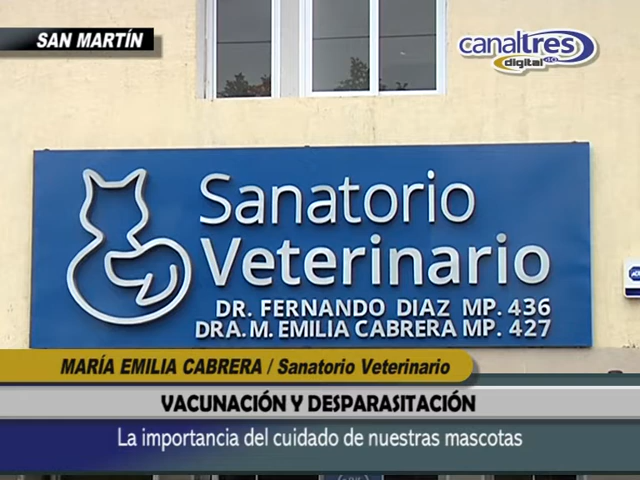 SAN MARTÍN
canaltres
digital
Sanatorio
Veterinario
DR. FERNANDO DIAZ MP. 436
DRA. M. EMILIA CABRERA MP. 427
MARÍA EMILIA CABRERA / Sanatorio Veterinario
VACUNACIÓN Y DESPARASITACIÓN
La importancia del cuidado de nuestras mascotas